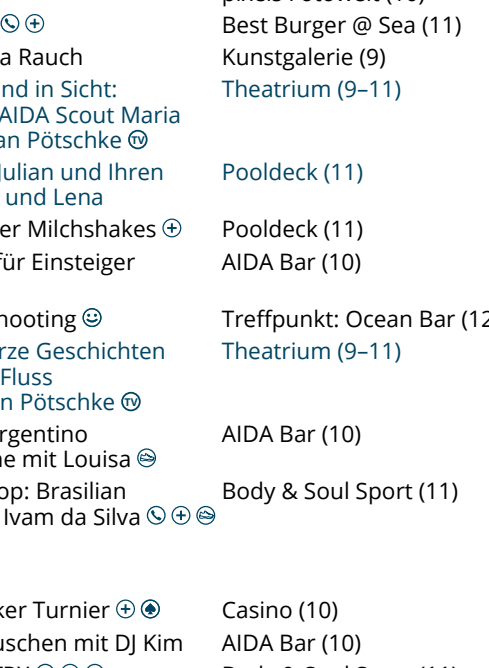 Best Burger @ Sea (11)
a Rauch Kunstgalerie (9)
nd in Sicht: Theatrium (9–11)
AIDA Scout Maria
an Pötschke TV
Julian und Ihren Pooldeck (11)
und Lena
er Milchshakes Pooldeck (11)
für Einsteiger AIDA Bar (10)
hooting Treffpunkt: Ocean Bar (12
rze Geschichten Theatrium (9–11)
Fluss
n Pötschke TV
rgentino AIDA Bar (10)
ne mit Louisa
op: Brasilian Body & Soul Sport (11)
Ivam da Silva
ker Turnier Casino (10)
uschen mit DJ Kim AIDA Bar (10)